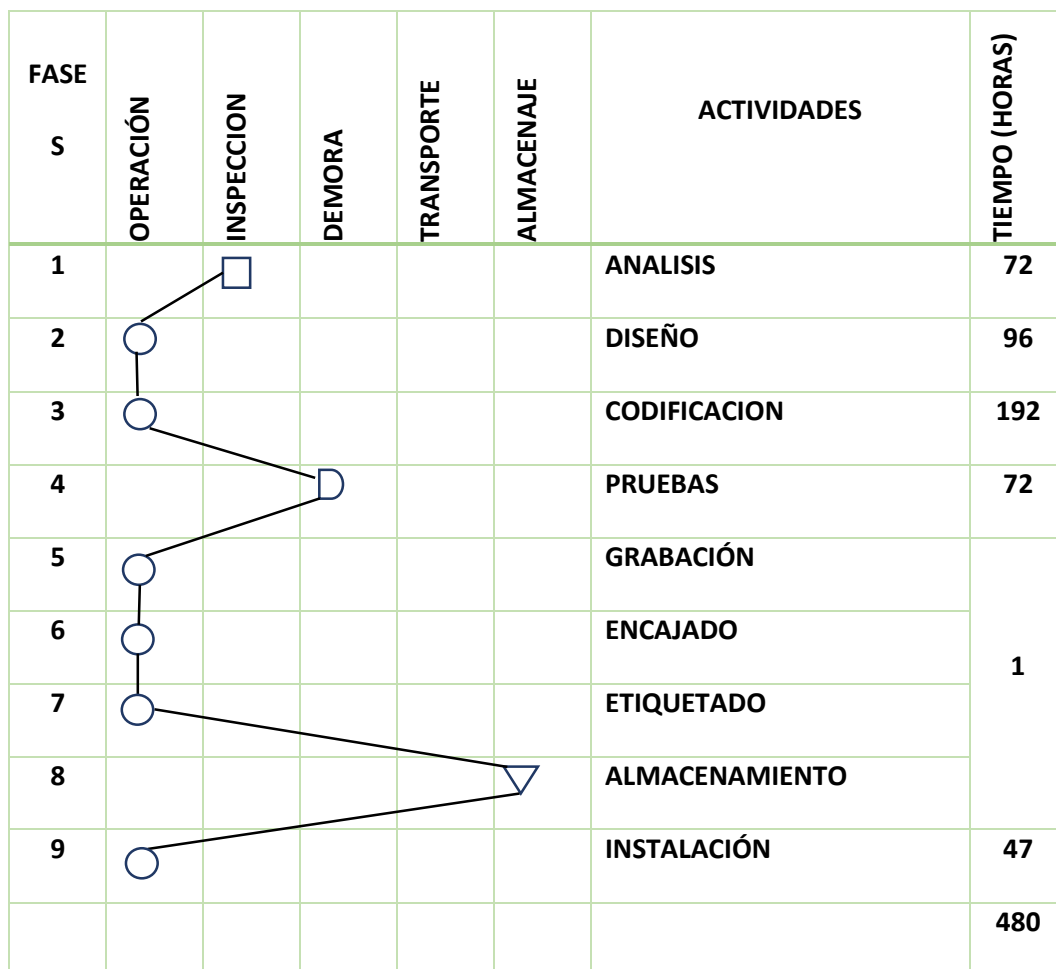 FASE
S
OPERACIÓN
INSPECCION
DEMORA
TRANSPORTE
ALMACENAJE
ACTIVIDADES
TIEMPO (HORAS)
1 ANALISIS 72
2 DISEÑO 96
3 CODIFICACION 192
4 PRUEBAS 72
5 GRABACIÓN
6 ENCAJADO
1
7 ETIQUETADO
8 ALMACENAMIENTO
9 INSTALACIÓN 47
480